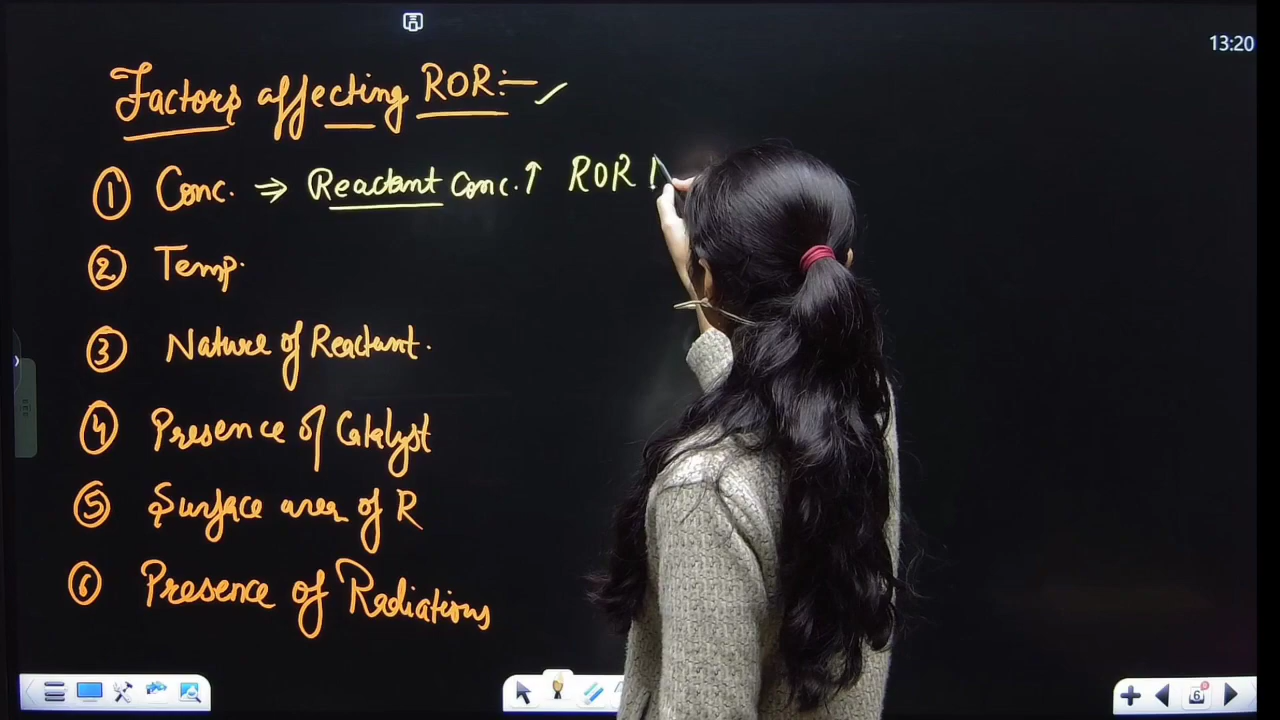 13:20
Factors affecting ROR:-
① Conc. ⇒ Reactant Conc.↑ ROR
② Temp.
③ Nature of Reactant.
④ Presence of Catalyst
⑤ Surface area of R
⑥ Presence of Radiations
6